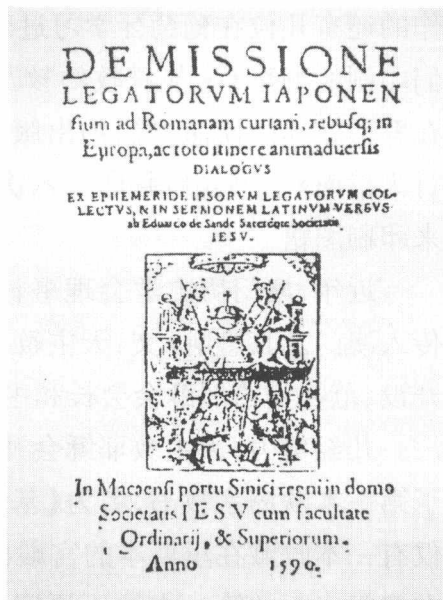 DE MISSIONE
LEGATORVM IAPONEN
sium ad Romanam curiam, rebusq; in
Europa, ac toto itinere animaduersis
DIALOGVS
EX EPHEMERIDE IPSORVM LEGATORVM COL-
LECTVS, & IN SERMONEM LATINVM VERSVS
ab Eduardo de Sande Sacerdote Societatis
IESV.
In Macaensi portu Sinici regni in domo
Societatis IESV cum facultate
Ordinarij, & Superiorum.
Anno 1590.